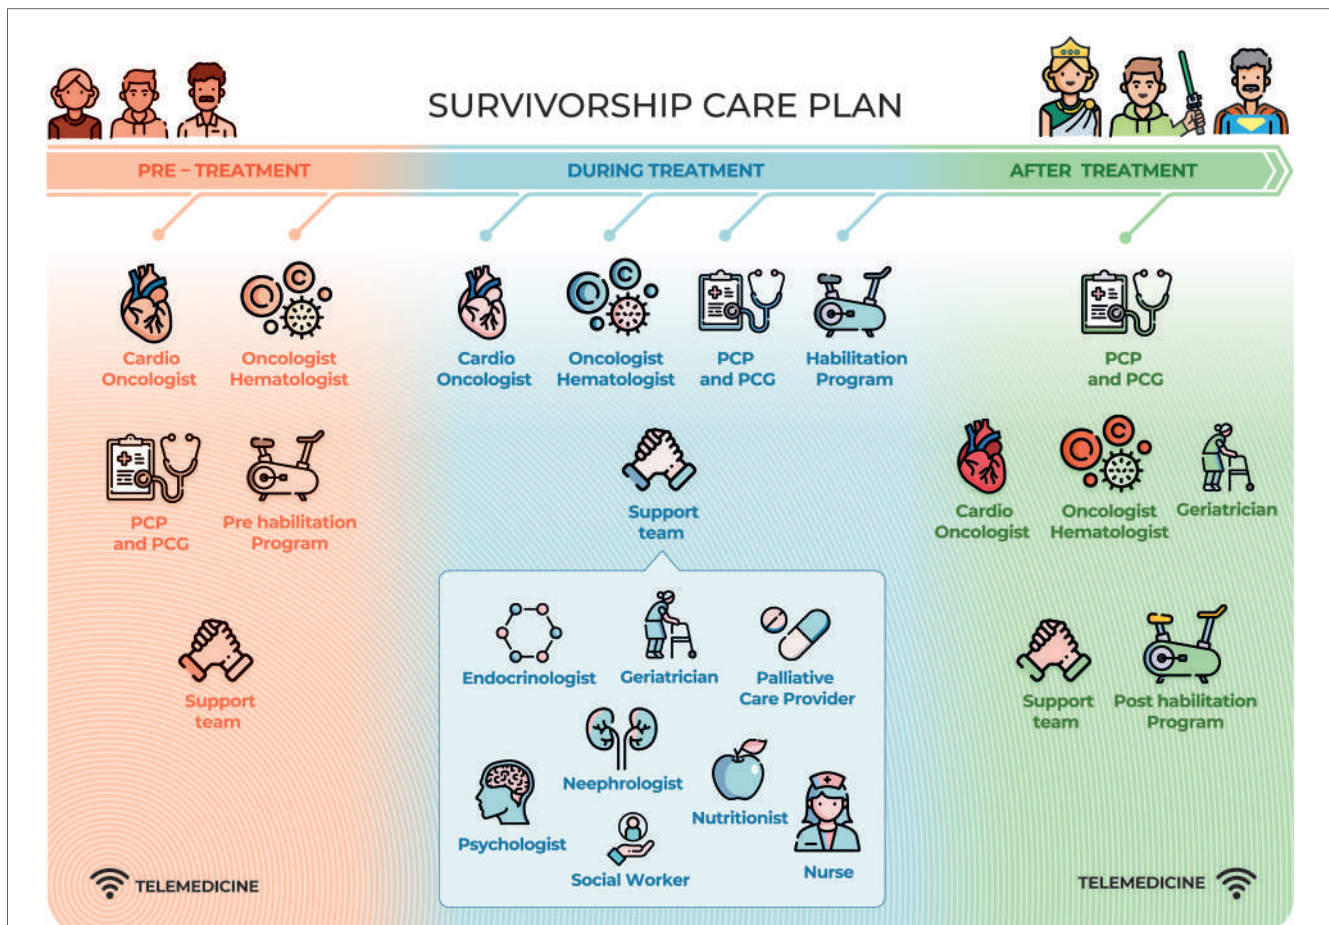 SURVIVORSHIP CARE PLAN
PRE – TREATMENT
DURING TREATMENT
AFTER TREATMENT
Cardio
Oncologist
Oncologist
Hematologist
PCP
and PCG
Pre habilitation
Program
Support
team
TELEMEDICINE
Cardio
Oncologist
Oncologist
Hematologist
PCP
and PCG
Habilitation
Program
Support
team
Endocrinologist
Geriatrician
Palliative
Care Provider
Neephrologist
Psychologist
Nutritionist
Social Worker
Nurse
PCP
and PCG
Cardio
Oncologist
Oncologist
Hematologist
Geriatrician
Support
team
Post habilitation
Program
TELEMEDICINE